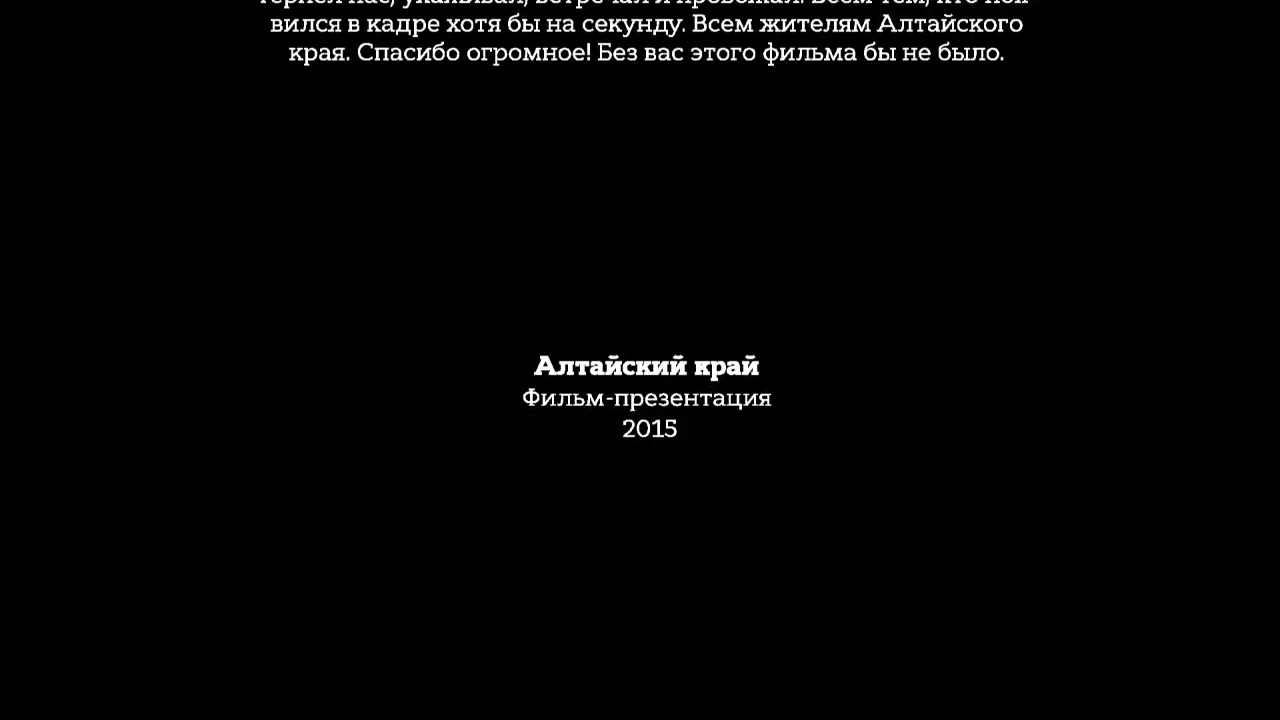 вился в кадре хотя бы на секунду. Всем жителям Алтайского
края. Спасибо огромное! Без вас этого фильма бы не было.
Алтайский край
Фильм-презентация
2015